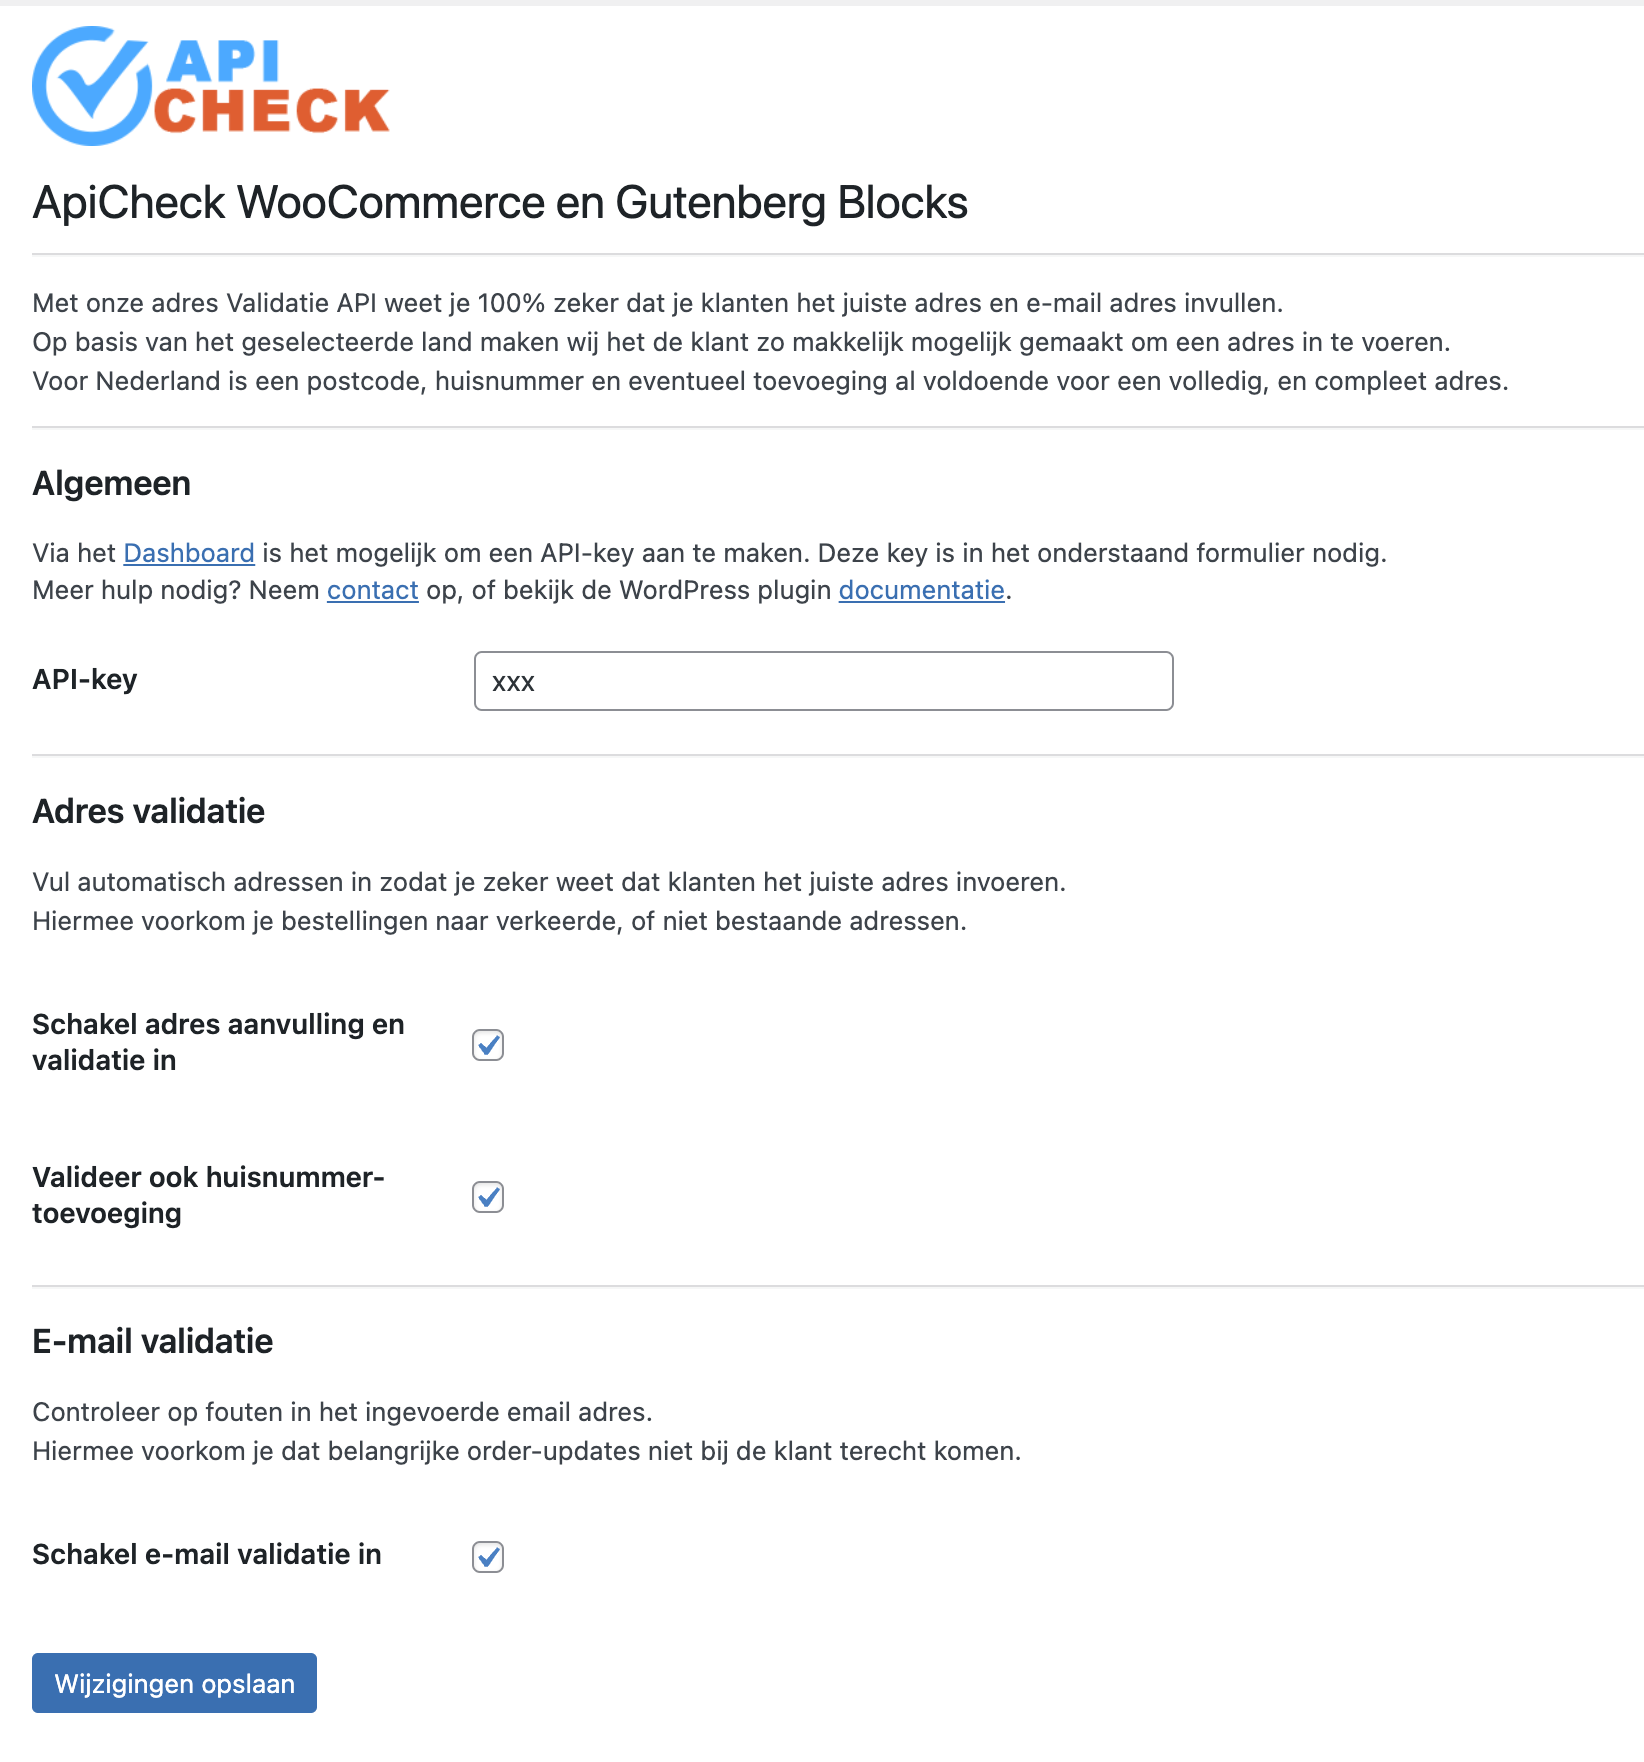 API
CHECK
ApiCheck WooCommerce en Gutenberg Blocks
Met onze adres Validatie API weet je 100% zeker dat je klanten het juiste adres en e-mail adres invullen.
Op basis van het geselecteerde land maken wij het de klant zo makkelijk mogelijk gemaakt om een adres in te voeren.
Voor Nederland is een postcode, huisnummer en eventueel toevoeging al voldoende voor een volledig, en compleet adres.
Algemeen
Via het Dashboard is het mogelijk om een API-key aan te maken. Deze key is in het onderstaand formulier nodig.
Meer hulp nodig? Neem contact op, of bekijk de WordPress plugin documentatie.
API-key
xxx
Adres validatie
Vul automatisch adressen in zodat je zeker weet dat klanten het juiste adres invoeren.
Hiermee voorkom je bestellingen naar verkeerde, of niet bestaande adressen.
Schakel adres aanvulling en
validatie in
Valideer ook huisnummer-
toevoeging
E-mail validatie
Controleer op fouten in het ingevoerde email adres.
Hiermee voorkom je dat belangrijke order-updates niet bij de klant terecht komen.
Schakel e-mail validatie in
Wijzigingen opslaan